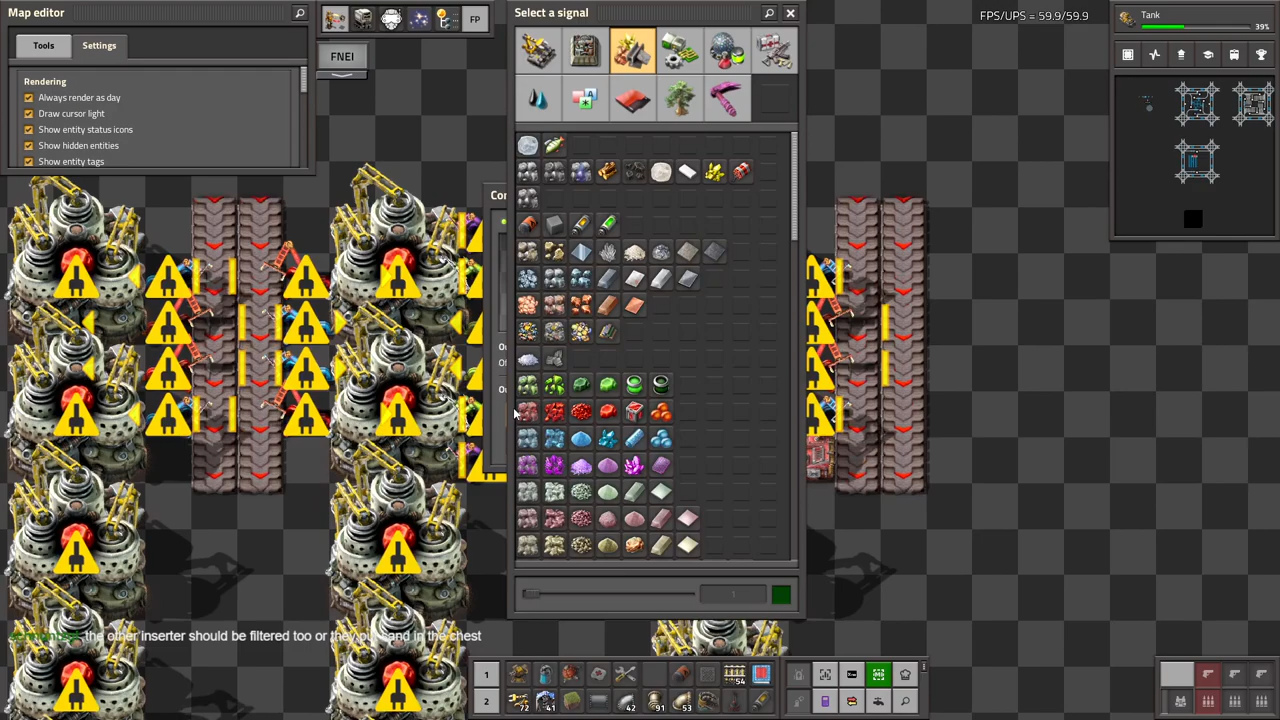 Map editor
Tools
Settings
Rendering
Always render as day
Draw cursor light
Show entity status icons
Show hidden entities
Show entity tags
FP
FNEI
Select a signal
1
FPS/UPS = 59.9/59.9
Tank
39%
the other inserter should be filtered too or they put sand in the chest
1
54
2
72
41
42
91
53